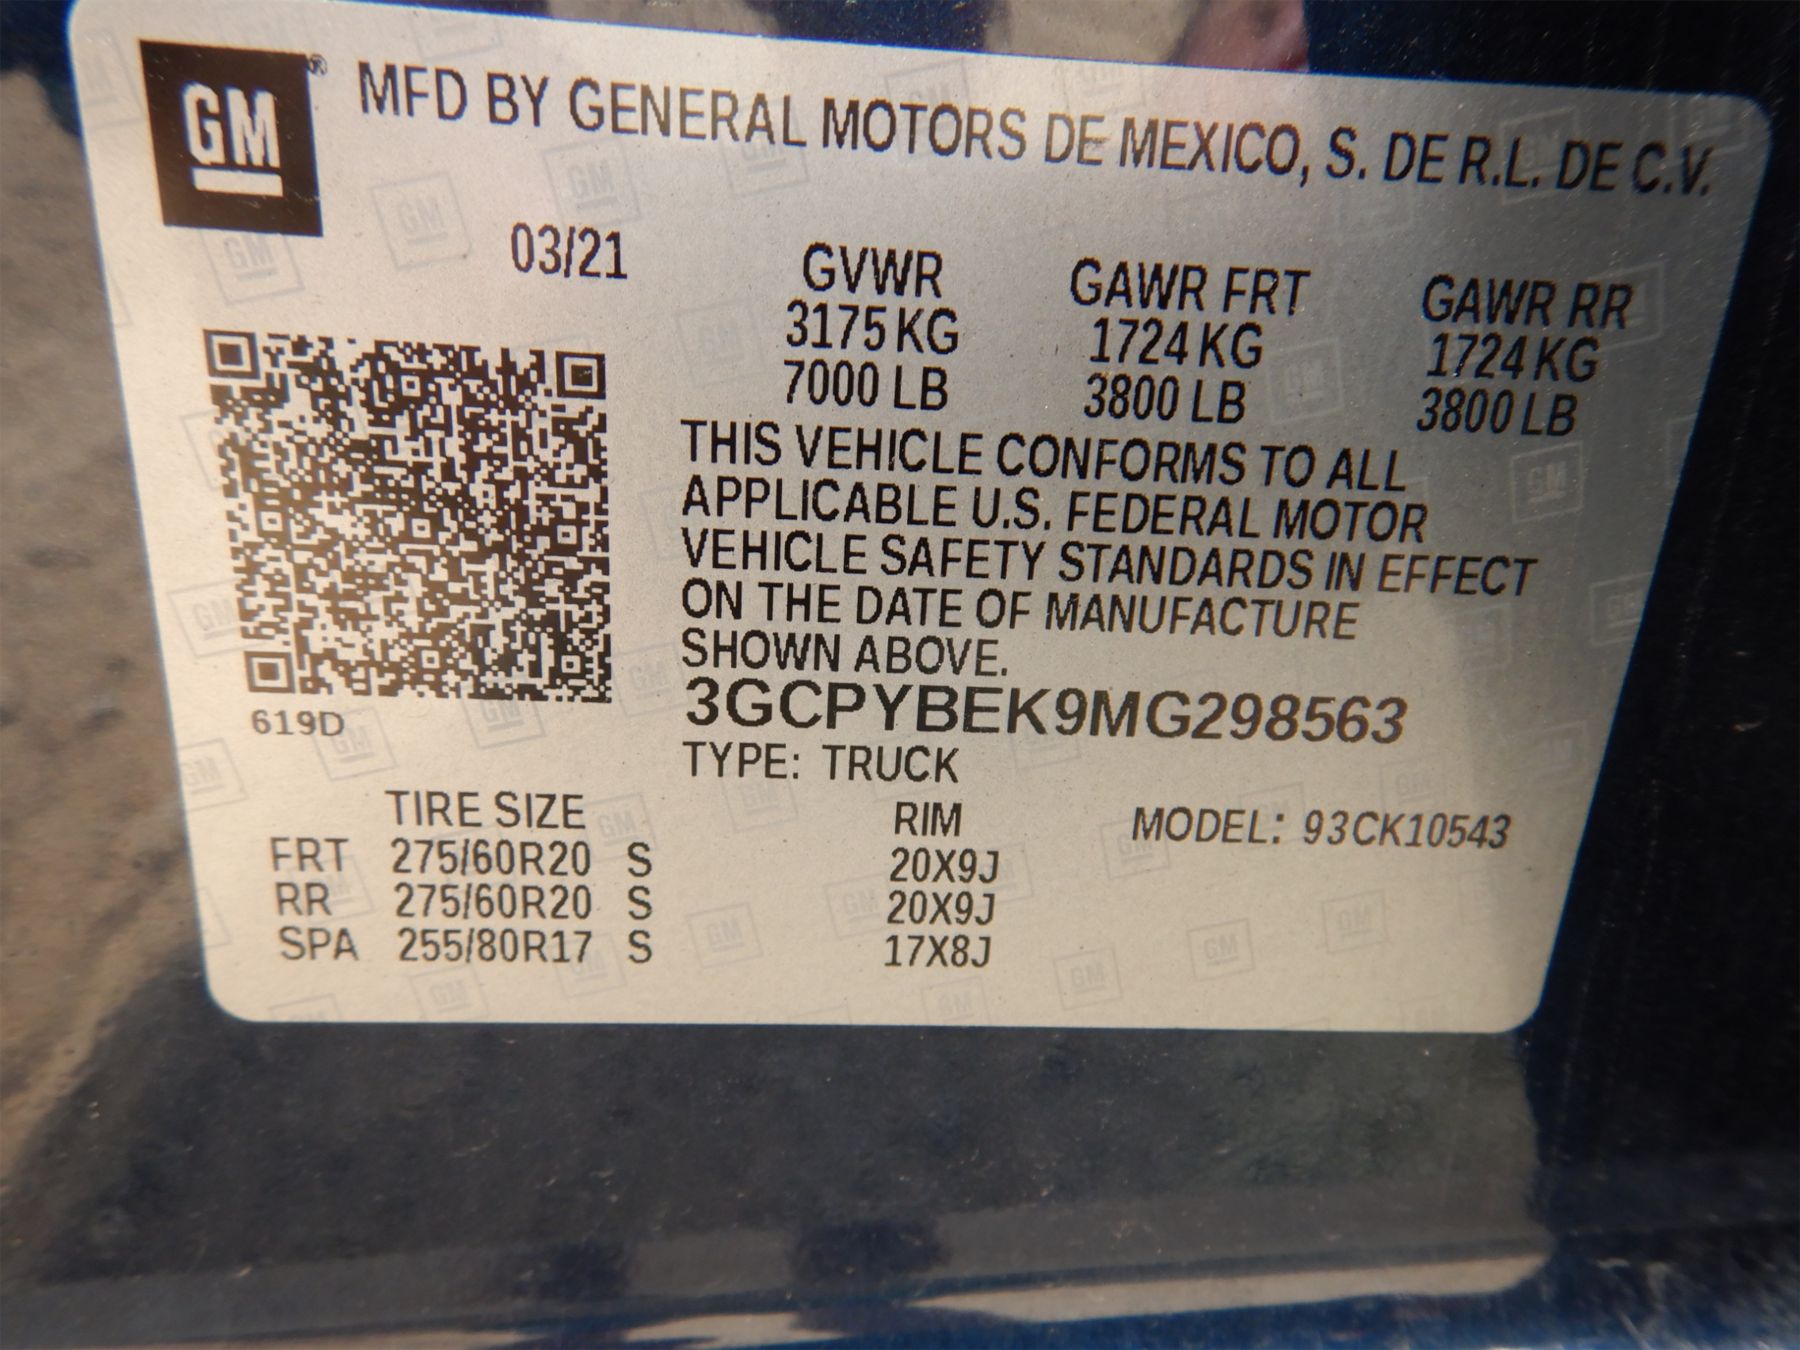 GM® MFD BY GENERAL MOTORS DE MEXICO, S. DE R.L. DE C.V.
03/21 GVWR GAWR FRT GAWR RR
3175 KG 1724 KG 1724 KG
7000 LB 3800 LB 3800 LB
THIS VEHICLE CONFORMS TO ALL
APPLICABLE U.S. FEDERAL MOTOR
VEHICLE SAFETY STANDARDS IN EFFECT
ON THE DATE OF MANUFACTURE
SHOWN ABOVE.
3GCPYBEK9MG298563
619D
TYPE: TRUCK
TIRE SIZE RIM MODEL: 93CK10543
FRT 275/60R20 S 20X9J
RR 275/60R20 S 20X9J
SPA 255/80R17 S 17X8J